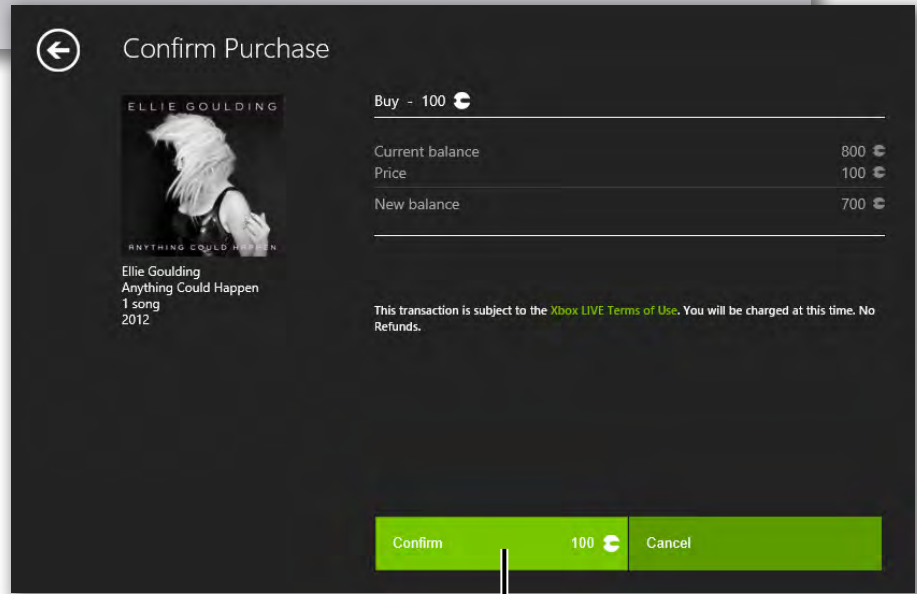 Confirm Purchase
ELLIE GOULDING
ANYTHING COULD HAPPEN
Ellie Goulding
Anything Could Happen
1 song
2012
Buy - 100
Current balance 800
Price 100
New balance 700
This transaction is subject to the Xbox LIVE Terms of Use. You will be charged at this time. No
Refunds.
Confirm 100 Cancel